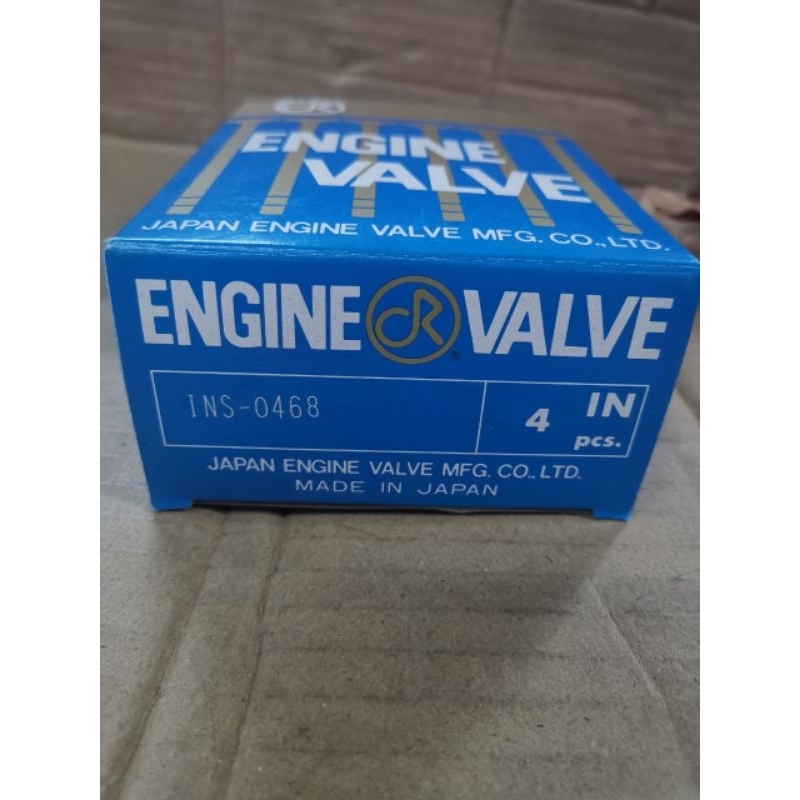 ENGINE
VALVE
JAPAN ENGINE VALVE MFG. CO., LTD.
ENGINE CR ® VALVE
INS-0468
4 IN
pcs.
JAPAN ENGINE VALVE MFG. CO., LTD.
MADE IN JAPAN